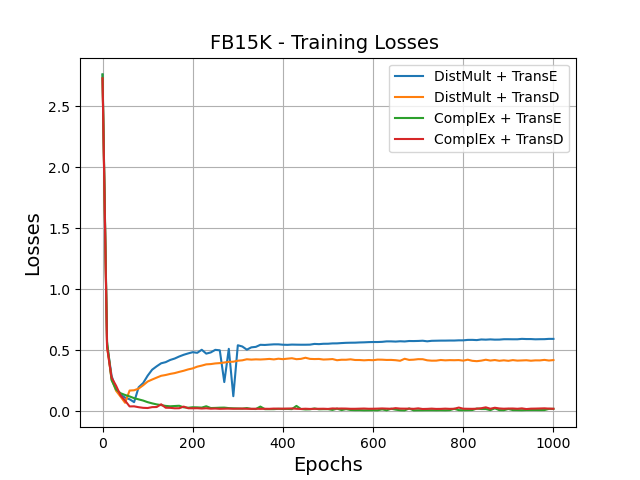 FB15K - Training Losses
DistMult + TransE
DistMult + TransD
ComplEx + TransE
ComplEx + TransD
Losses
2.5
2.0
1.5
1.0
0.5
0.0
0 200 400 600 800 1000
Epochs